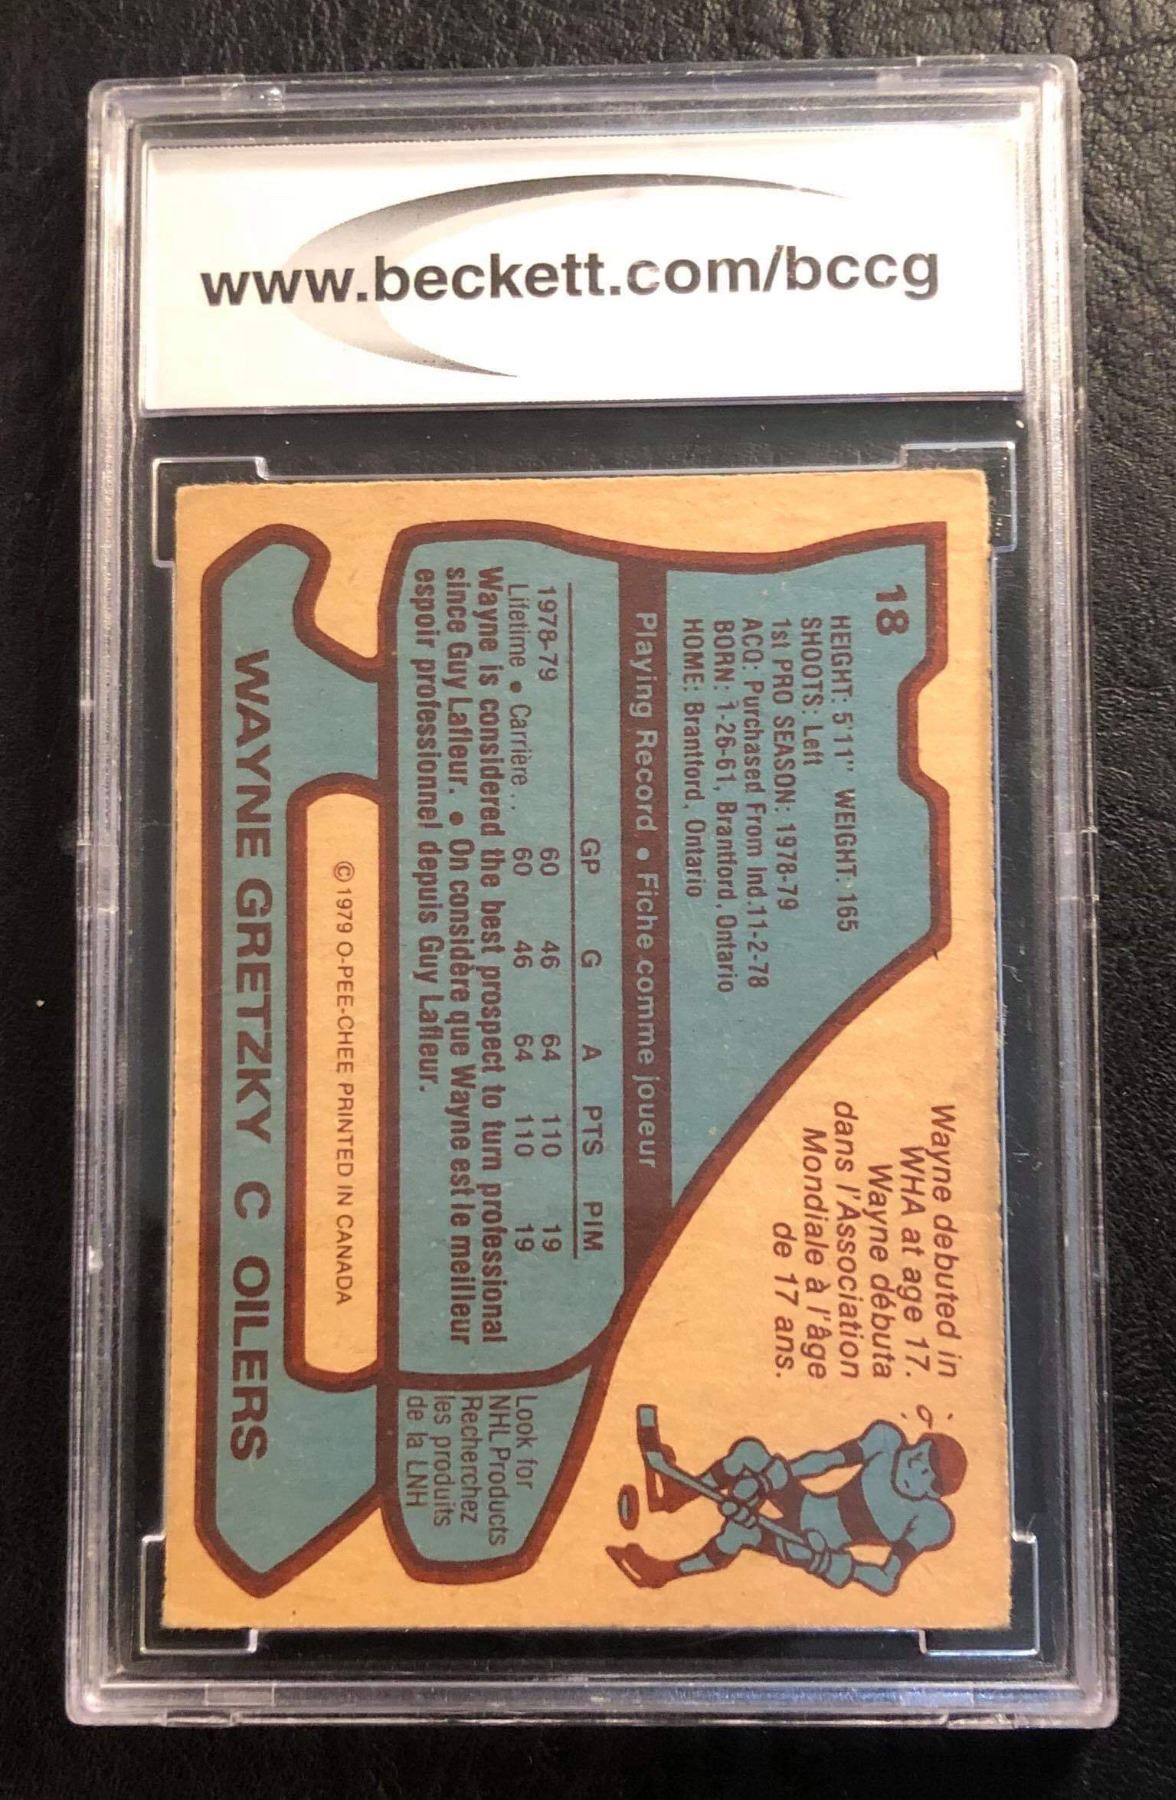 www.beckett.com/bccg
18
HEIGHT: 5'11" WEIGHT: 165
SHOOTS: Left
1st PRO SEASON: 1978-79
ACQ: Purchased From Ind.11-2-78
BORN: 1-26-61, Brantford, Ontario
HOME: Brantford, Ontario
Wayne debuted in
WHA at age 17.
Wayne débuta
dans l'Association
Mondiale à l'âge
de 17 ans.
Playing Record • Fiche comme joueur
GP G A PTS PIM
1978-79 60 46 64 110 19
Lifetime • Carrière... 60 46 64 110 19
Wayne is considered the best prospect to turn professional
since Guy Lafleur. • On considère que Wayne est le meilleur
espoir professionnel depuis Guy Lafleur.
Look for
NHL Products
Recherchez
les produits
de la LNH
© 1979 O-PEE-CHEE PRINTED IN CANADA
WAYNE GRETZKY C OILERS